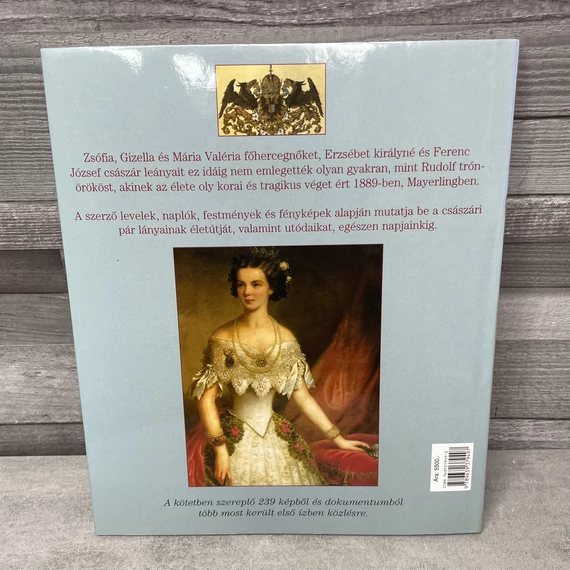 Zsófia, Gizella és Mária Valéria főhercegnőket, Erzsébet királyné és Ferenc
József császár leányait ez idáig nem emlegették olyan gyakran, mint Rudolf trón-
örököst, akinek az élete oly korai és tragikus véget ért 1889-ben, Mayerlingben.
A szerző levelek, naplók, festmények és fényképek alapján mutatja be a császári
pár lányainak életútját, valamint utódaikat, egészen napjainkig.
Ára: 5500,-
A kötetben szereplő 239 képből és dokumentumból
több most került első ízben közlésre.